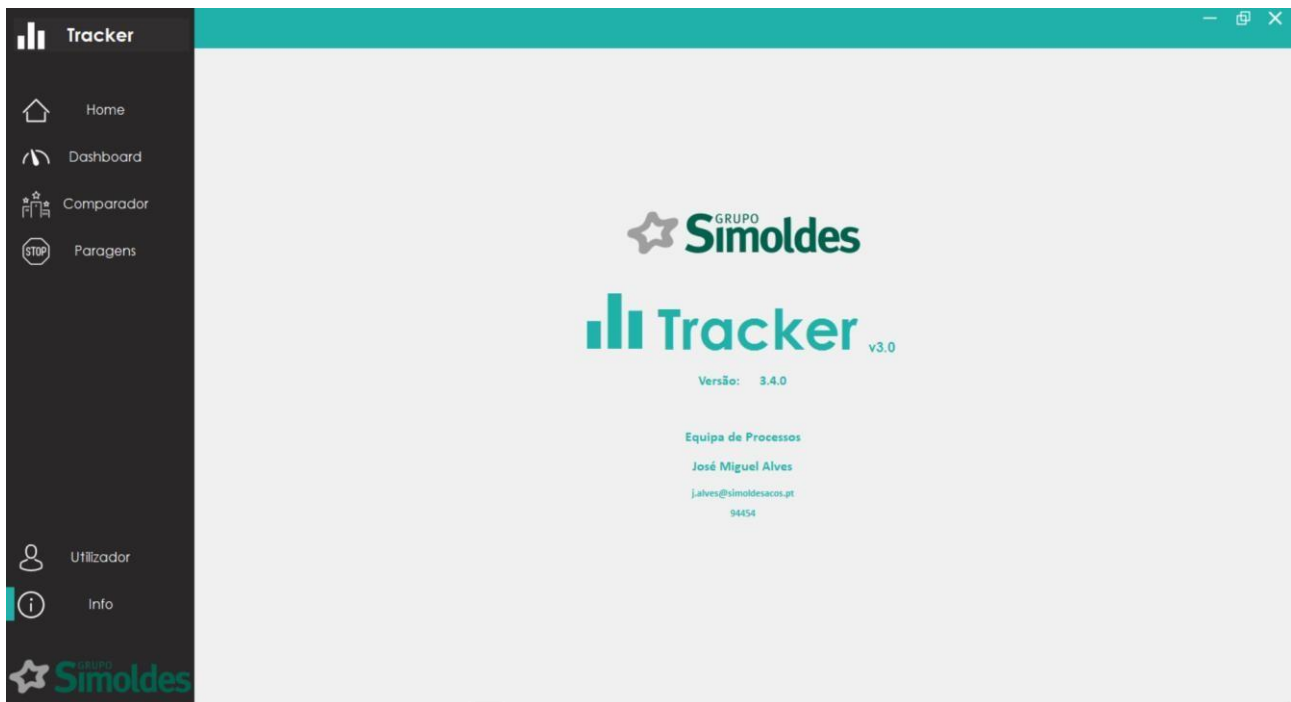 Tracker
Home
Dashboard
Comparador
STOP
Paragens
GRUPO
Simoldes
Tracker v3.0
Versão: 3.4.0
Equipa de Processos
José Miguel Alves
j.alves@simoldesacos.pt
94454
Utilizador
Info
GRUPO
Simoldes